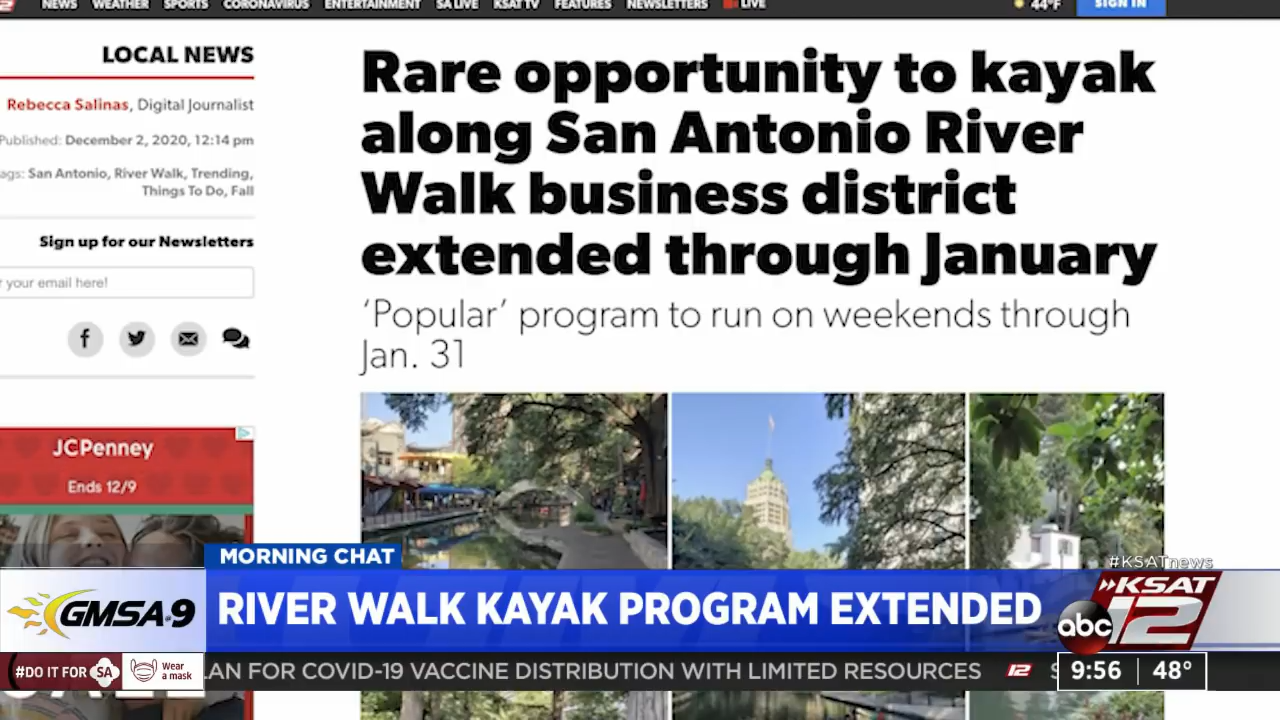 NEWS WEATHER SPORTS CORONAVIRUS ENTERTAINMENT SA LIVE KSAT TV FEATURES NEWSLETTERS LIVE 44°F SIGN IN
LOCAL NEWS
Rebecca Salinas, Digital Journalist
Published: December 2, 2020, 12:14 pm
ags: San Antonio, River Walk, Trending,
Things To Do, Fall
Sign up for our Newsletters
r your email here!
Rare opportunity to kayak
along San Antonio River
Walk business district
extended through January
‘Popular’ program to run on weekends through
Jan. 31
JCPenney
Ends 12/9
MORNING CHAT
#KSATnews
GMSA@9
RIVER WALK KAYAK PROGRAM EXTENDED
KSAT
abc 12
#DO IT FOR SA
Wear
a mask
LAN FOR COVID-19 VACCINE DISTRIBUTION WITH LIMITED RESOURCES 12 S
9:56 48°